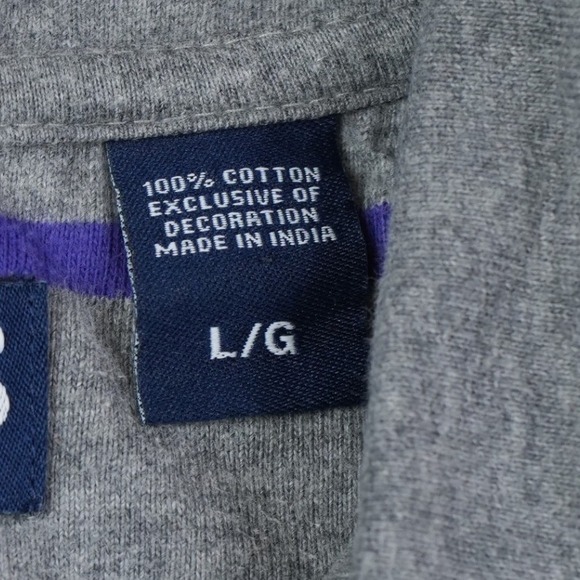 100% COTTON
EXCLUSIVE OF
DECORATION
MADE IN INDIA
L/G